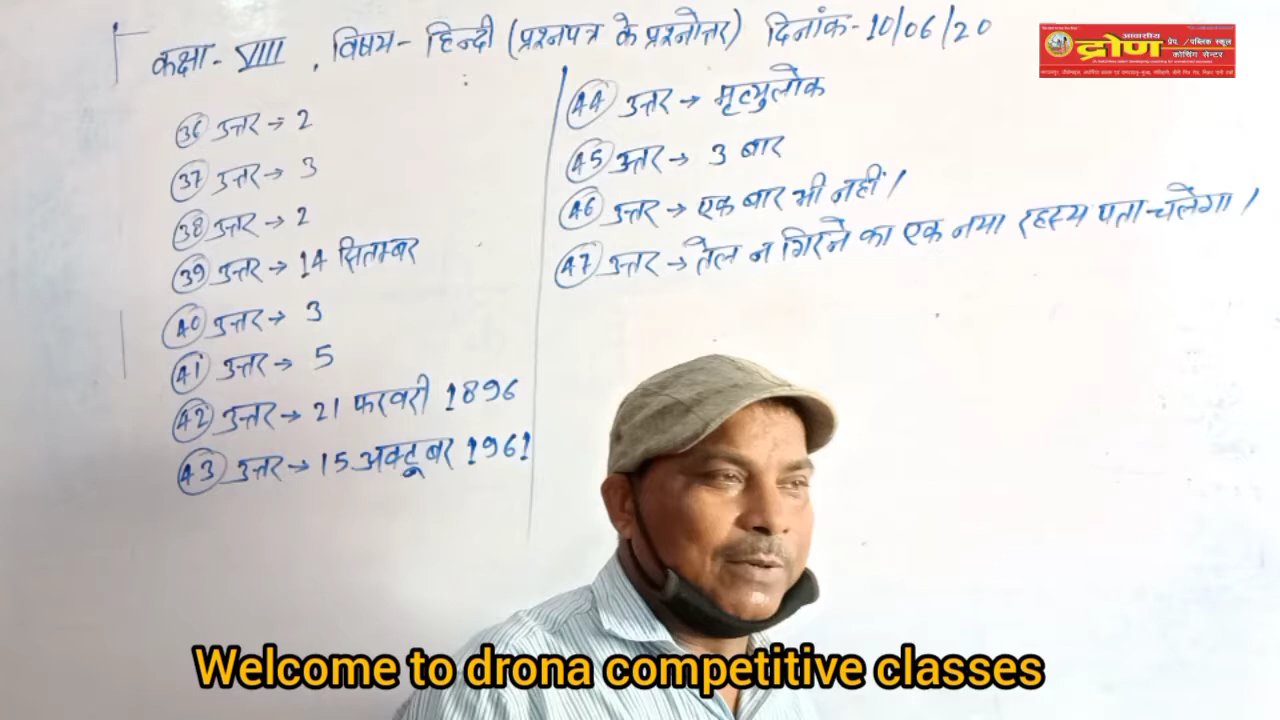 कक्षा- VIII , विषय- हिन्दी (प्रश्नपत्र के प्रश्नोत्तर) दिनांक-10/06/20
36 उत्तर → 2
37 उत्तर → 3
38 उत्तर → 2
39 उत्तर → 14 सितम्बर
40 उत्तर → 3
41 उत्तर → 5
42 उत्तर → 21 फरवरी 1896
43 उत्तर → 15 अक्टूबर 1961
44 उत्तर → मृत्युलोक
45 उत्तर → 3 बार
46 उत्तर → एक बार भी नहीं।
47 उत्तर → तेल न गिरने का एक नया रहस्य पता चलेगा।
आवासीय
द्रोण प्रेप. / पब्लिक स्कूल
कोचिंग सेन्टर
Welcome to drona competitive classes